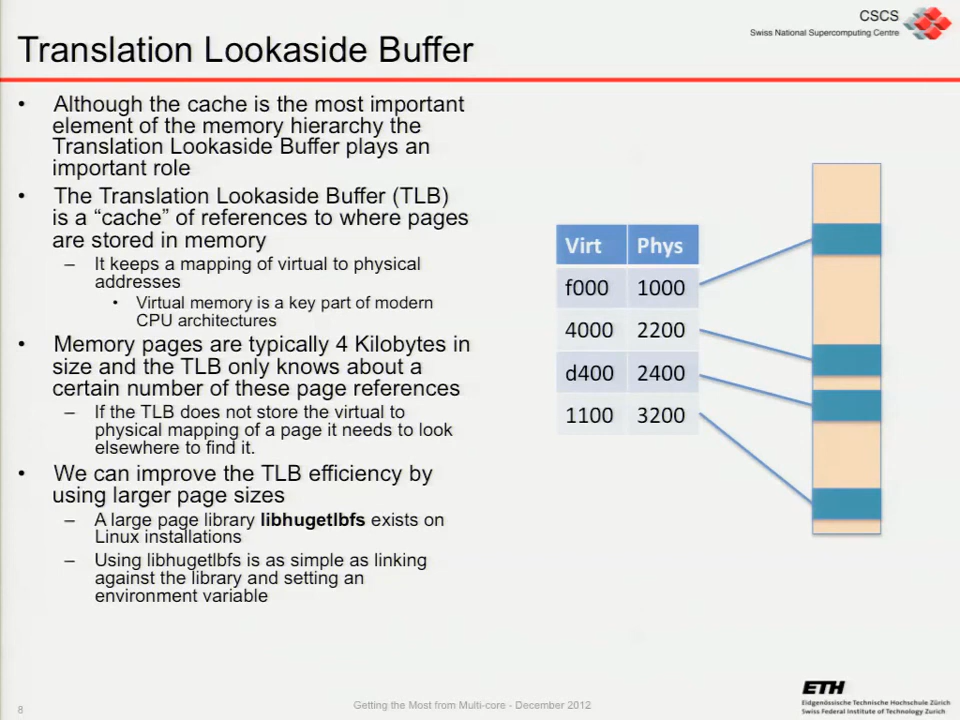 CSCS
Swiss National Supercomputing Centre
Translation Lookaside Buffer
• Although the cache is the most important
element of the memory hierarchy the
Translation Lookaside Buffer plays an
important role
• The Translation Lookaside Buffer (TLB)
is a “cache” of references to where pages
are stored in memory
– It keeps a mapping of virtual to physical
addresses
• Virtual memory is a key part of modern
CPU architectures
• Memory pages are typically 4 Kilobytes in
size and the TLB only knows about a
certain number of these page references
– If the TLB does not store the virtual to
physical mapping of a page it needs to look
elsewhere to find it.
• We can improve the TLB efficiency by
using larger page sizes
– A large page library libhugetlbfs exists on
Linux installations
– Using libhugetlbfs is as simple as linking
against the library and setting an
environment variable
Virt Phys
f000 1000
4000 2200
d400 2400
1100 3200
8
Getting the Most from Multi-core - December 2012
ETH
Eidgenössische Technische Hochschule Zürich
Swiss Federal Institute of Technology Zurich